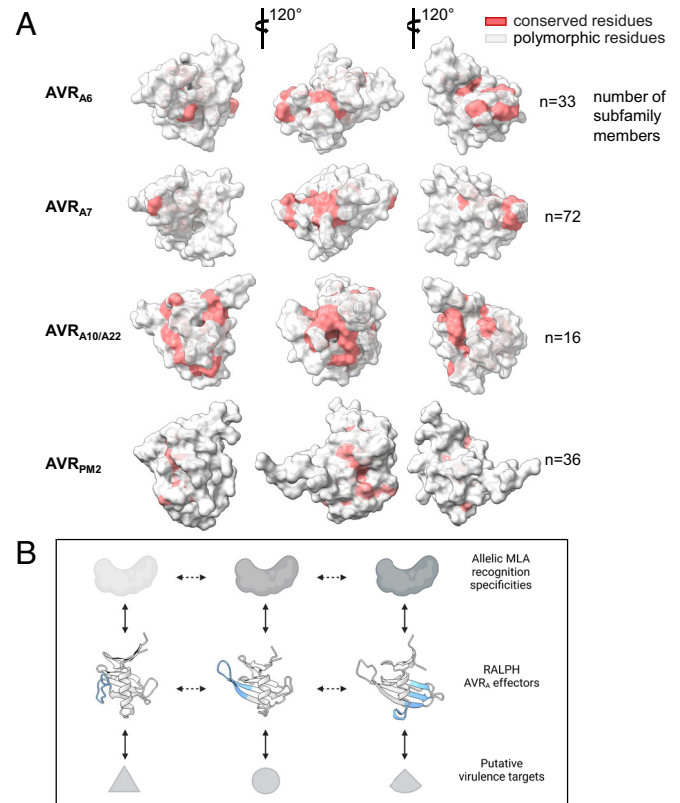 A
120°
120°
conserved residues
polymorphic residues
AVRA6
n=33
number of
subfamily
members
AVRA7
n=72
AVRA10/A22
n=16
AVRPM2
n=36
B
Allelic MLA
recognition
specificities
RALPH
AVRA effectors
Putative
virulence targets